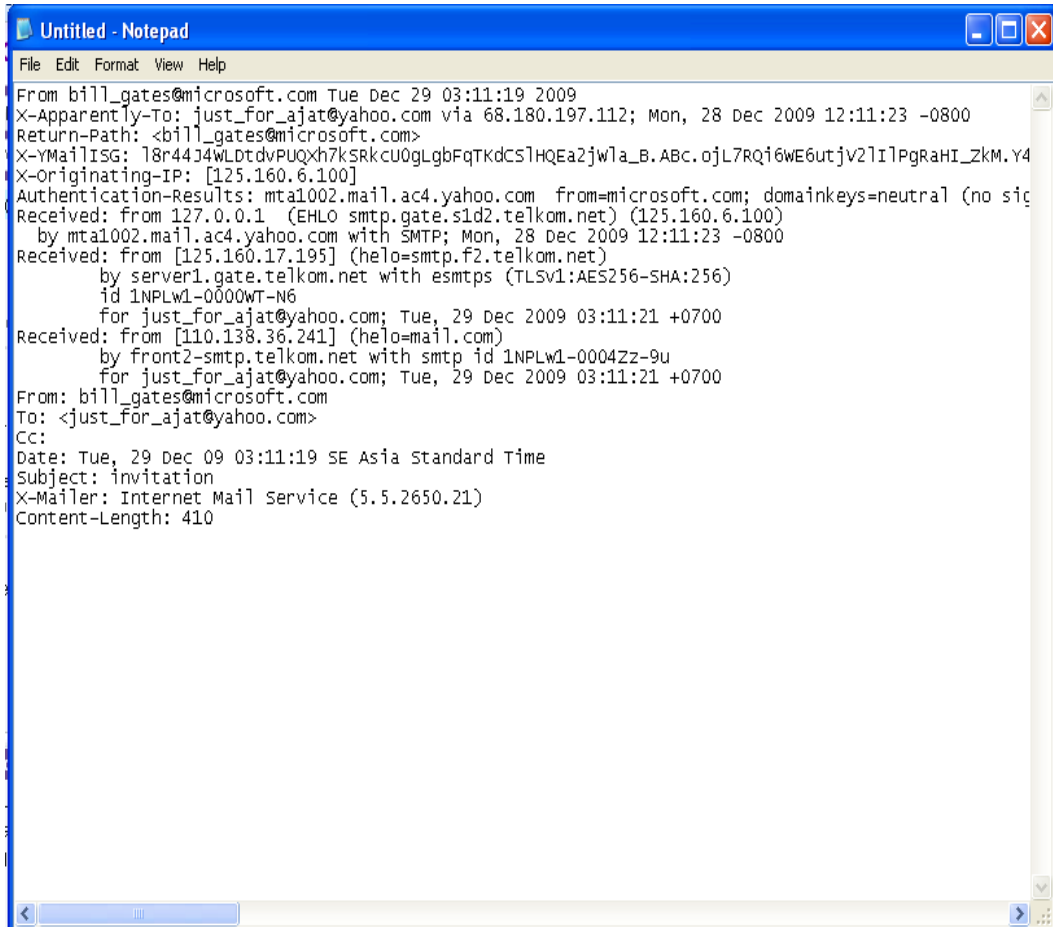 Untitled - Notepad
File Edit Format View Help
From bill_gates@microsoft.com Tue Dec 29 03:11:19 2009
X-Apparently-To: just_for_ajat@yahoo.com via 68.180.197.112; Mon, 28 Dec 2009 12:11:23 -0800
Return-Path: <bill_gates@microsoft.com>
X-YMailISG:
X-Originating-IP: [125.160.6.100]
Authentication-Results: mta1002.mail.ac4.yahoo.com from=microsoft.com; domainkeys=neutral (no sig
Received: from 127.0.0.1 (EHLO smtp.gate.s1d2.telkom.net) (125.160.6.100)
by mta1002.mail.ac4.yahoo.com with SMTP; Mon, 28 Dec 2009 12:11:23 -0800
Received: from [125.160.17.195] (helo=smtp.f2.telkom.net)
by server1.gate.telkom.net with esmtps (TLSv1:AES256-SHA:256)
id 1NPLw1-0000WT-N6
for just_for_ajat@yahoo.com; Tue, 29 Dec 2009 03:11:21 +0700
Received: from [110.138.36.241] (helo=mail.com)
by front2-smtp.telkom.net with smtp id 1NPLw1-0004Zz-9u
for just_for_ajat@yahoo.com; Tue, 29 Dec 2009 03:11:21 +0700
From: bill_gates@microsoft.com
To: <just_for_ajat@yahoo.com>
Cc:
Date: Tue, 29 Dec 09 03:11:19 SE Asia Standard Time
Subject: invitation
X-Mailer: Internet Mail Service (5.5.2650.21)
Content-Length: 410